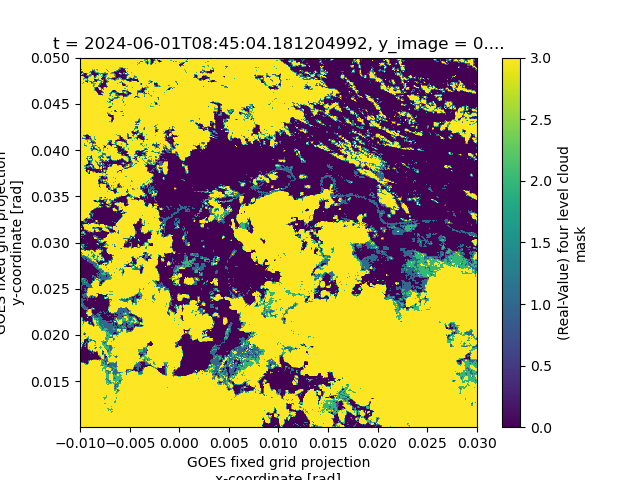 t = 2024-06-01T08:45:04.181204992, y_image = 0....
0.050
0.045
0.040
0.035
0.030
0.025
0.020
0.015
GOES fixed grid projection
y-coordinate [rad]
−0.010 −0.005 0.000 0.005 0.010 0.015 0.020 0.025 0.030
GOES fixed grid projection
x-coordinate [rad]
3.0
2.5
2.0
1.5
1.0
0.5
0.0
(Real-Value) four level cloud
mask